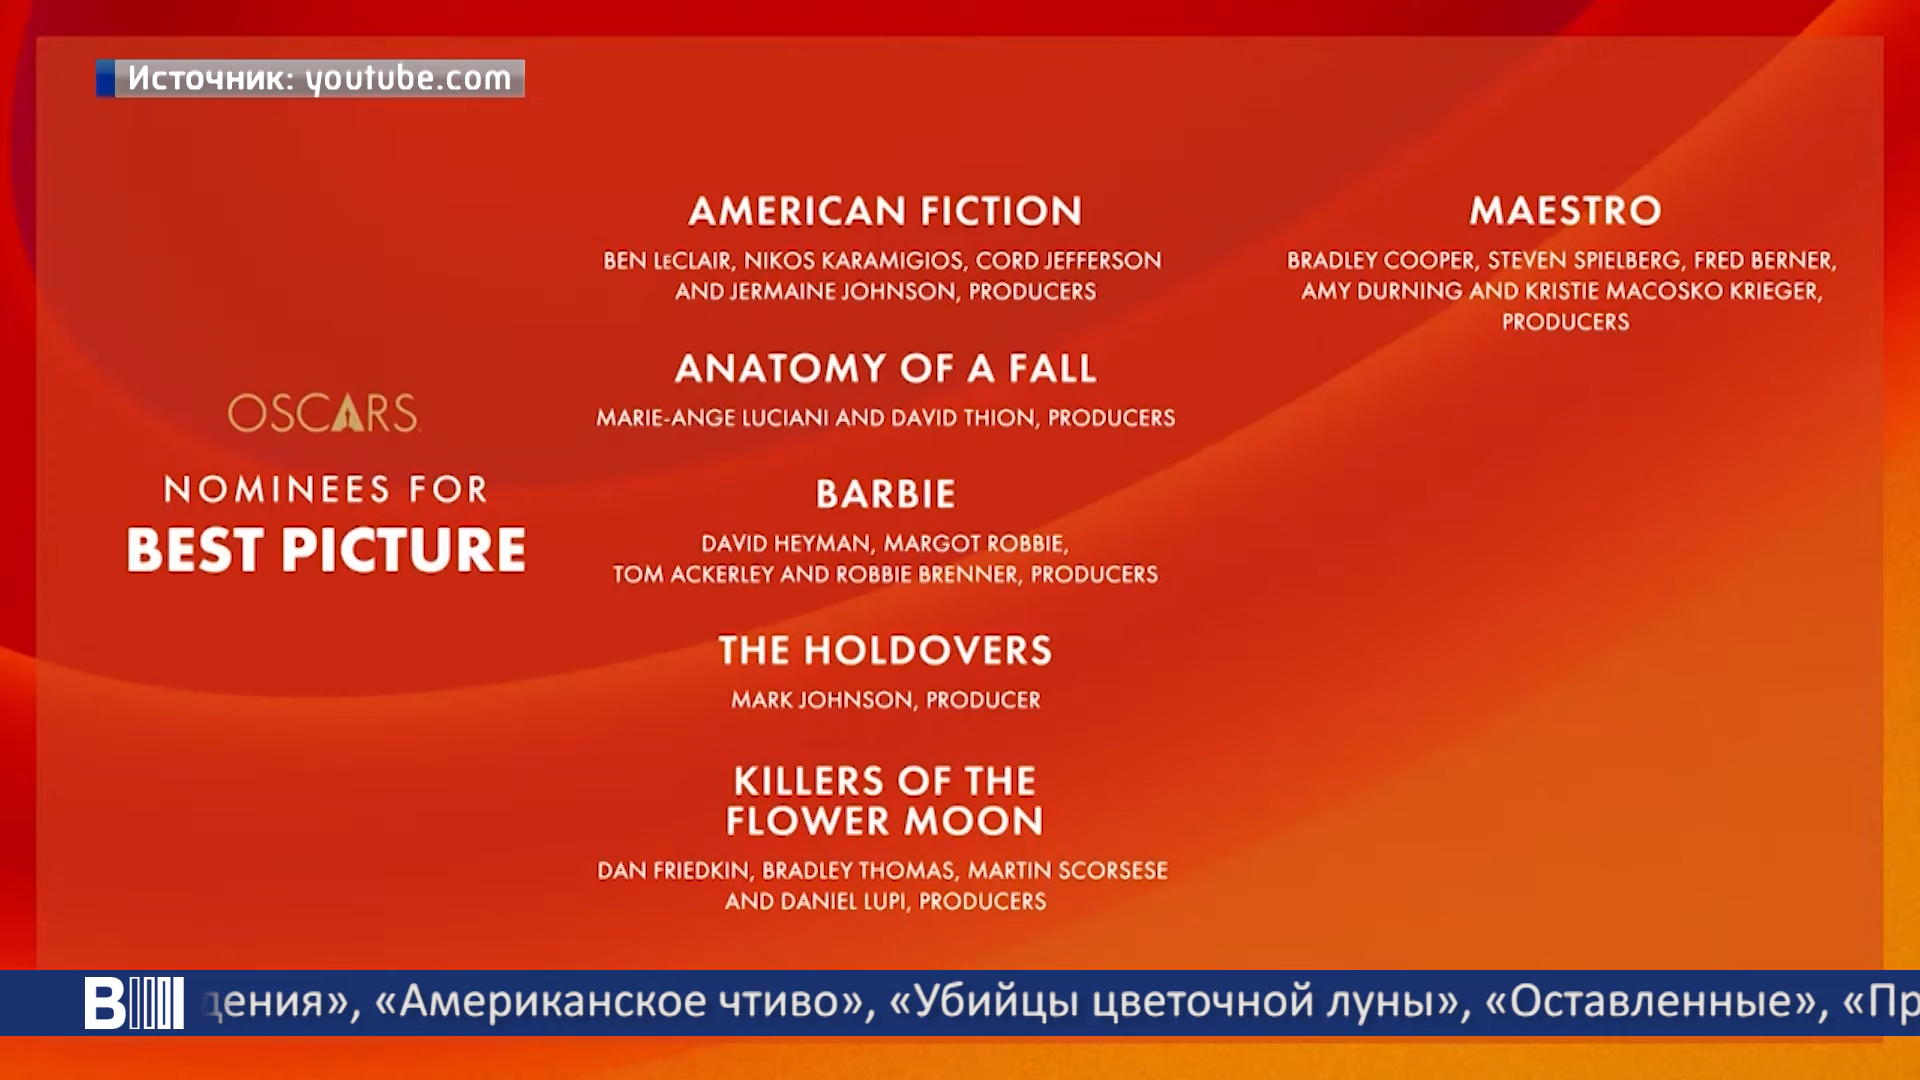 Источник: youtube.com
OSCARS
NOMINEES FOR
BEST PICTURE
AMERICAN FICTION
BEN LECLAIR, NIKOS KARAMIGIOS, CORD JEFFERSON
AND JERMAINE JOHNSON, PRODUCERS
ANATOMY OF A FALL
MARIE-ANGE LUCIANI AND DAVID THION, PRODUCERS
BARBIE
DAVID HEYMAN, MARGOT ROBBIE,
TOM ACKERLEY AND ROBBIE BRENNER, PRODUCERS
THE HOLDOVERS
MARK JOHNSON, PRODUCER
KILLERS OF THE
FLOWER MOON
DAN FRIEDKIN, BRADLEY THOMAS, MARTIN SCORSESE
AND DANIEL LUPI, PRODUCERS
MAESTRO
BRADLEY COOPER, STEVEN SPIELBERG, FRED BERNER,
AMY DURNING AND KRISTIE MACOSKO KRIEGER,
PRODUCERS
В дения», «Американское чтиво», «Убийцы цветочной луны», «Оставленные», «Пр